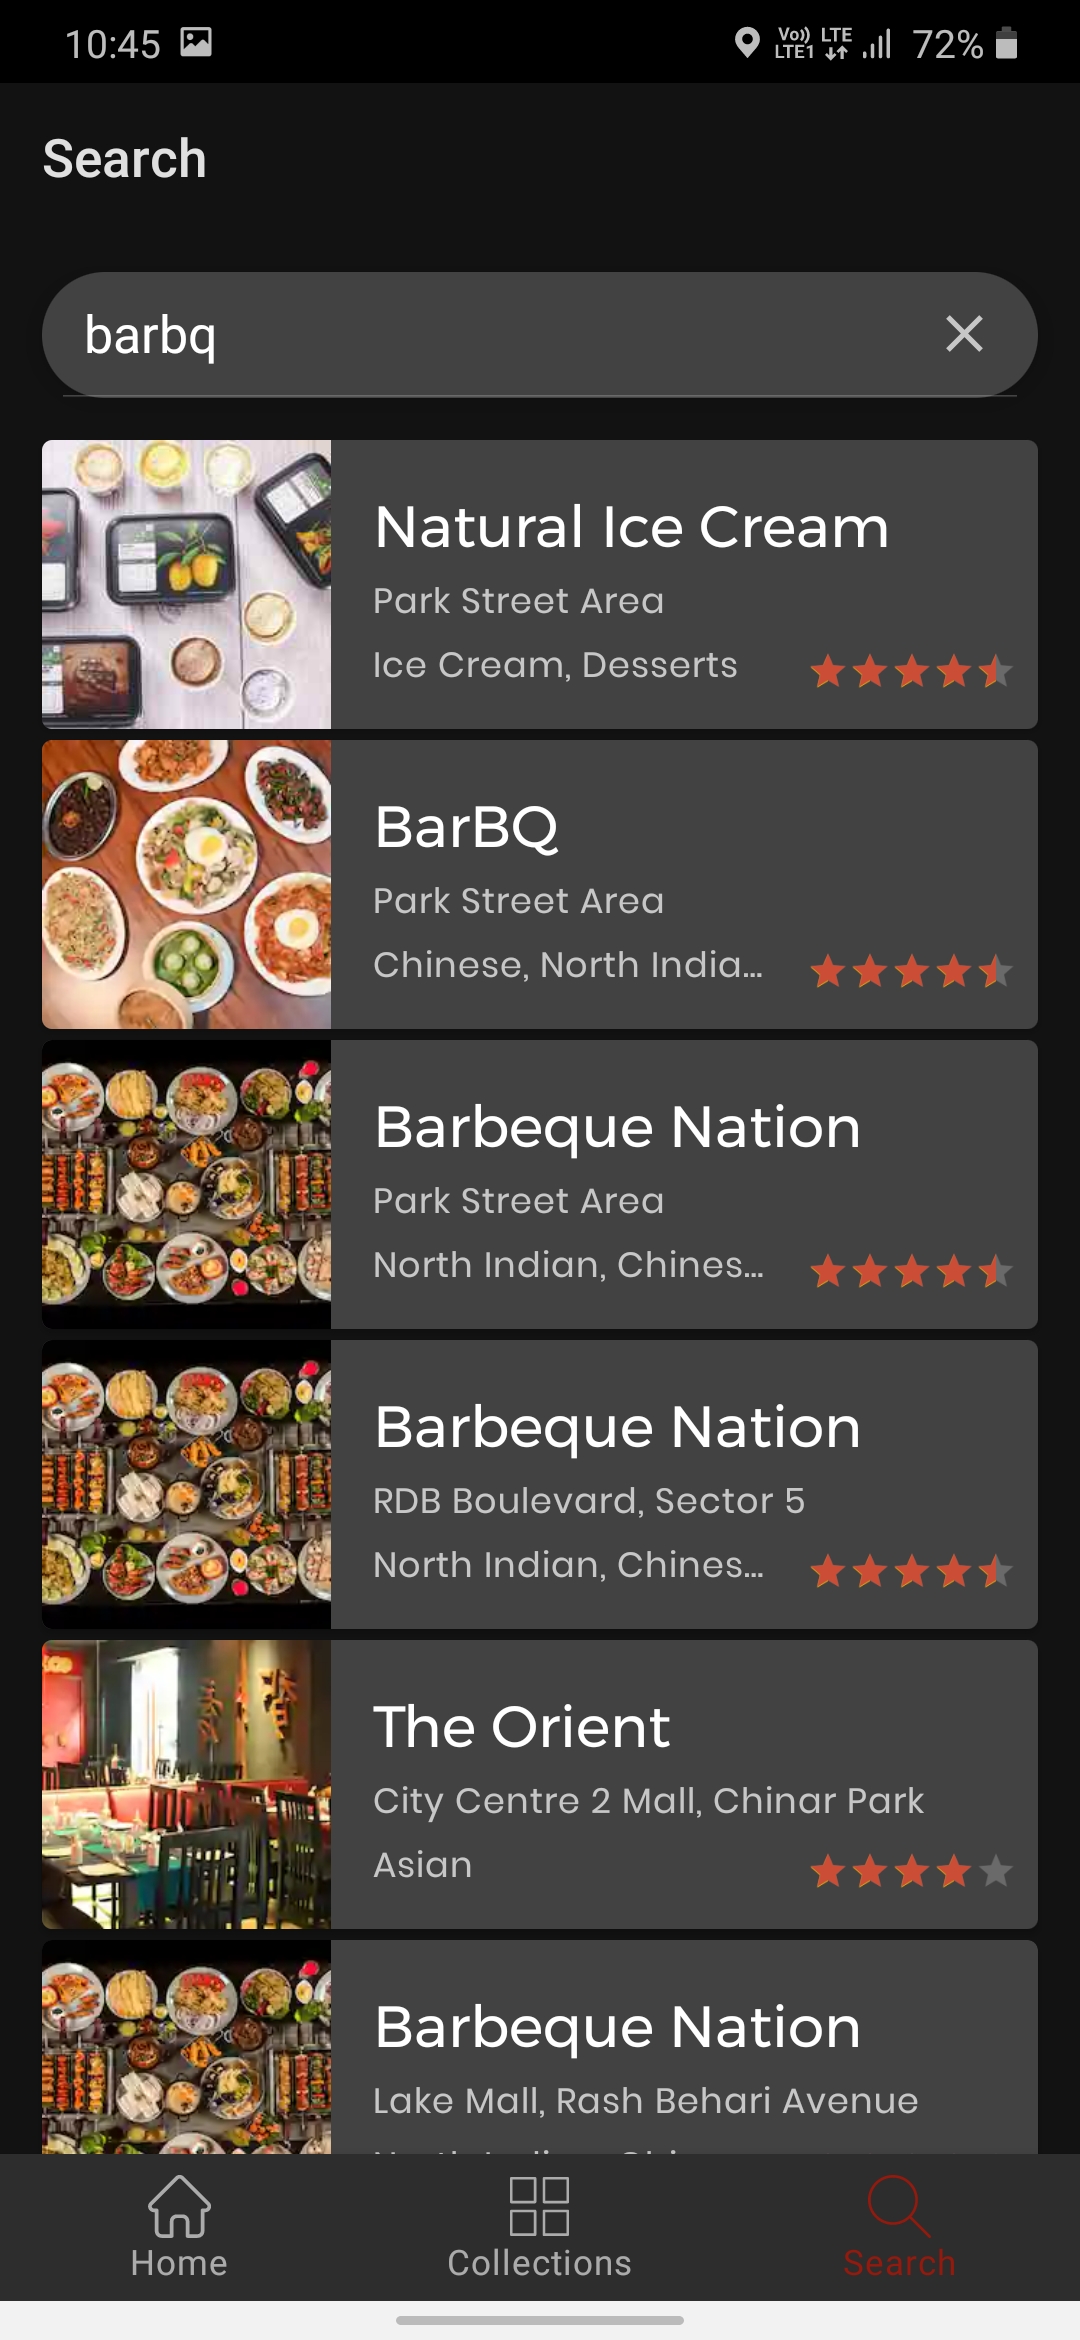 10:45
Vo)) LTE
LTE1
72%
Search
barbq
Natural Ice Cream
Park Street Area
Ice Cream, Desserts
BarBQ
Park Street Area
Chinese, North India...
Barbeque Nation
Park Street Area
North Indian, Chines...
Barbeque Nation
RDB Boulevard, Sector 5
North Indian, Chines...
The Orient
City Centre 2 Mall, Chinar Park
Asian
Barbeque Nation
Lake Mall, Rash Behari Avenue
Home
Collections
Search